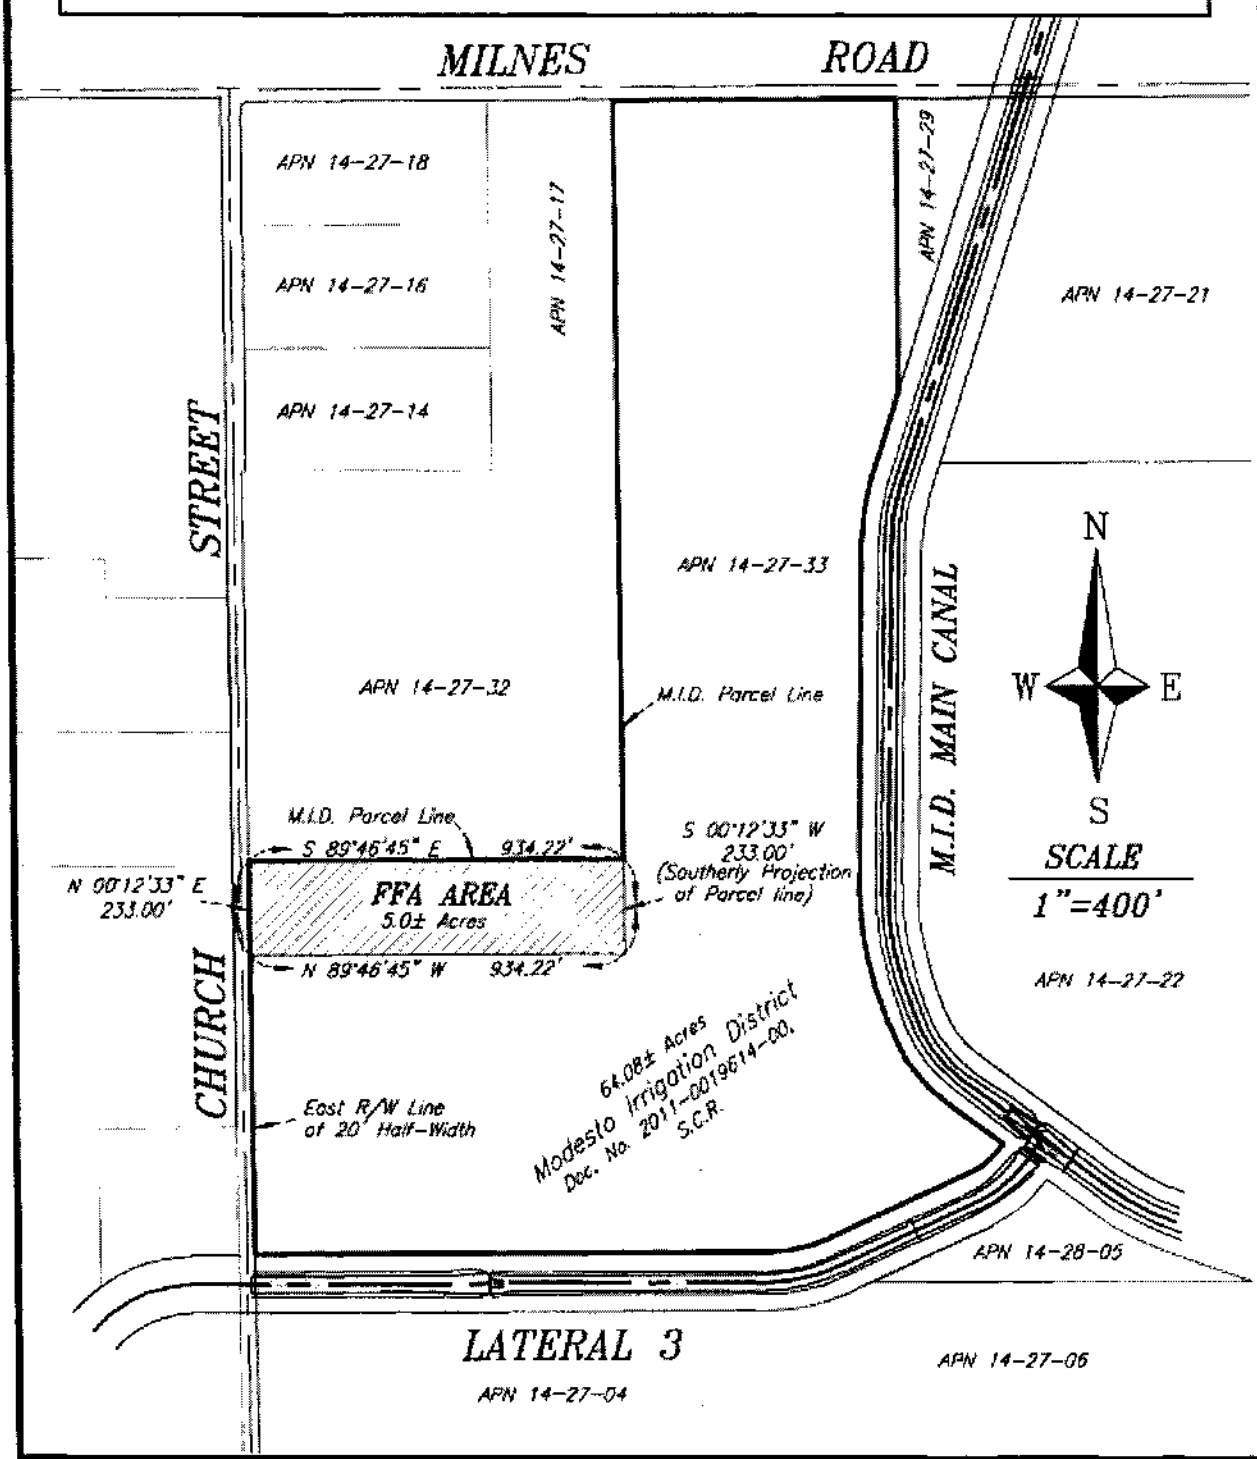 MILNES ROAD
APN 14-27-18
APN 14-27-17
APN 14-27-29
APN 14-27-16
APN 14-27-21
APN 14-27-14
STREET
APN 14-27-33
N
W E
S
M.I.D. MAIN CANAL
APN 14-27-32
M.I.D. Parcel Line
M.I.D. Parcel Line
S 89°46'45" E 934.22'
S 00°12'33" W
233.00'
(Southerly Projection
of Parcel line)
SCALE
1"=400'
N 00°12'33" E
233.00'
FFA AREA
5.0± Acres
N 89°46'45" W 934.22'
CHURCH
APN 14-27-22
64.08± Acres
Modesto Irrigation District
Doc. No. 2011-0019614-00,
S.C.R.
East R/W Line
of 20' Half-Width
APN 14-28-05
LATERAL 3
APN 14-27-06
APN 14-27-04